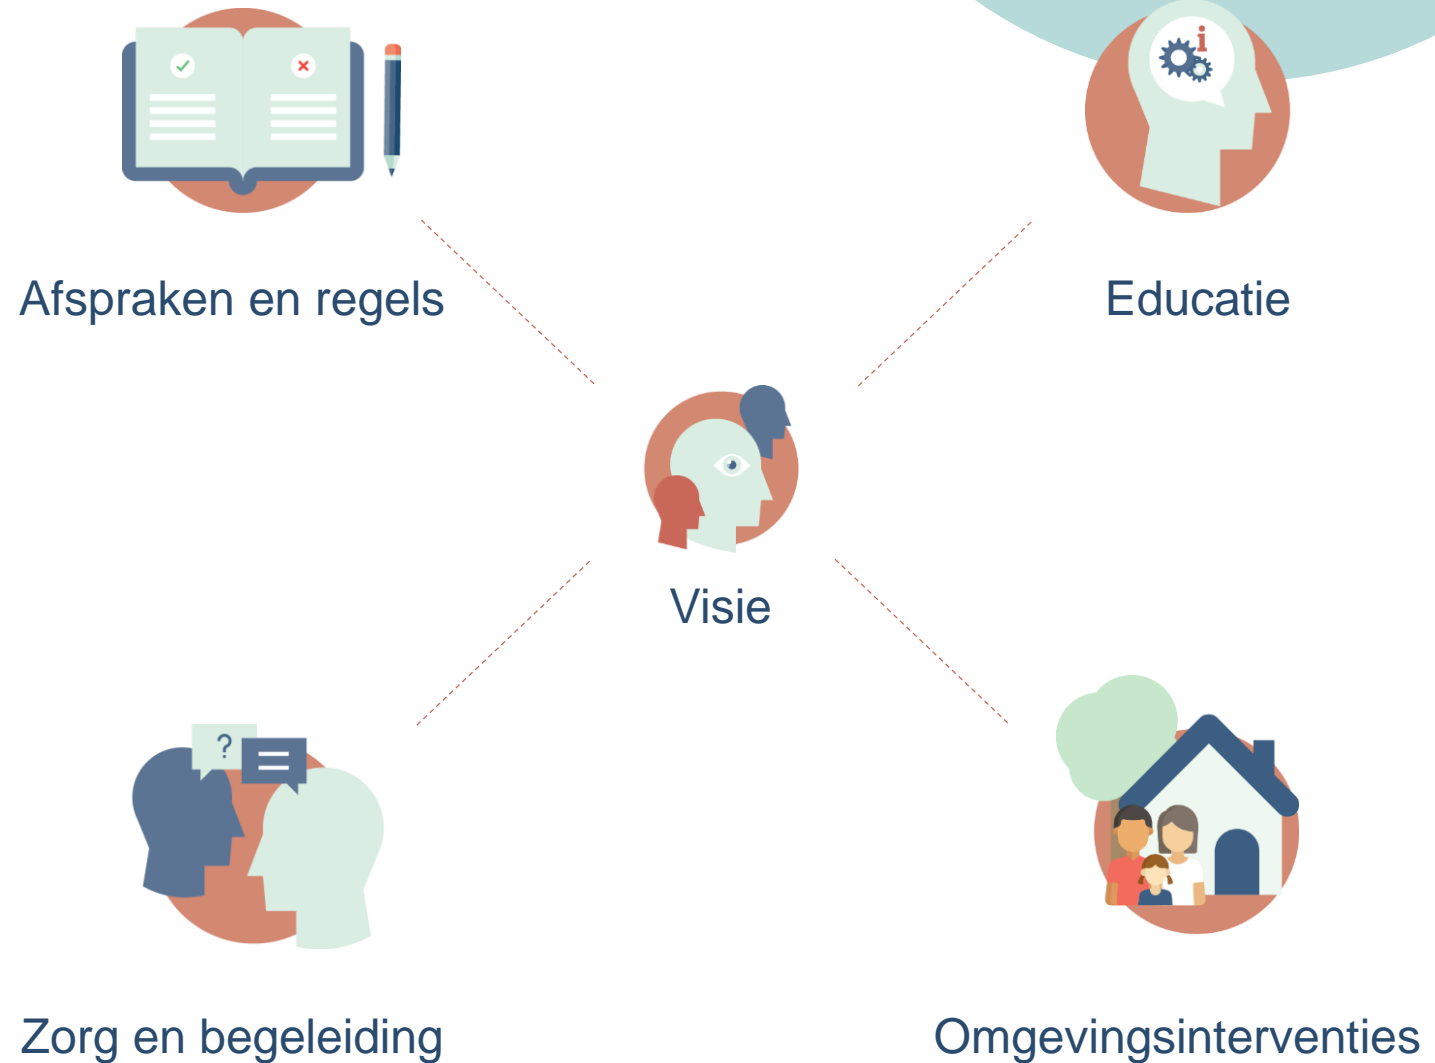 i
Afspraken en regels
Educatie
Visie
?
Zorg en begeleiding
Omgevingsinterventies